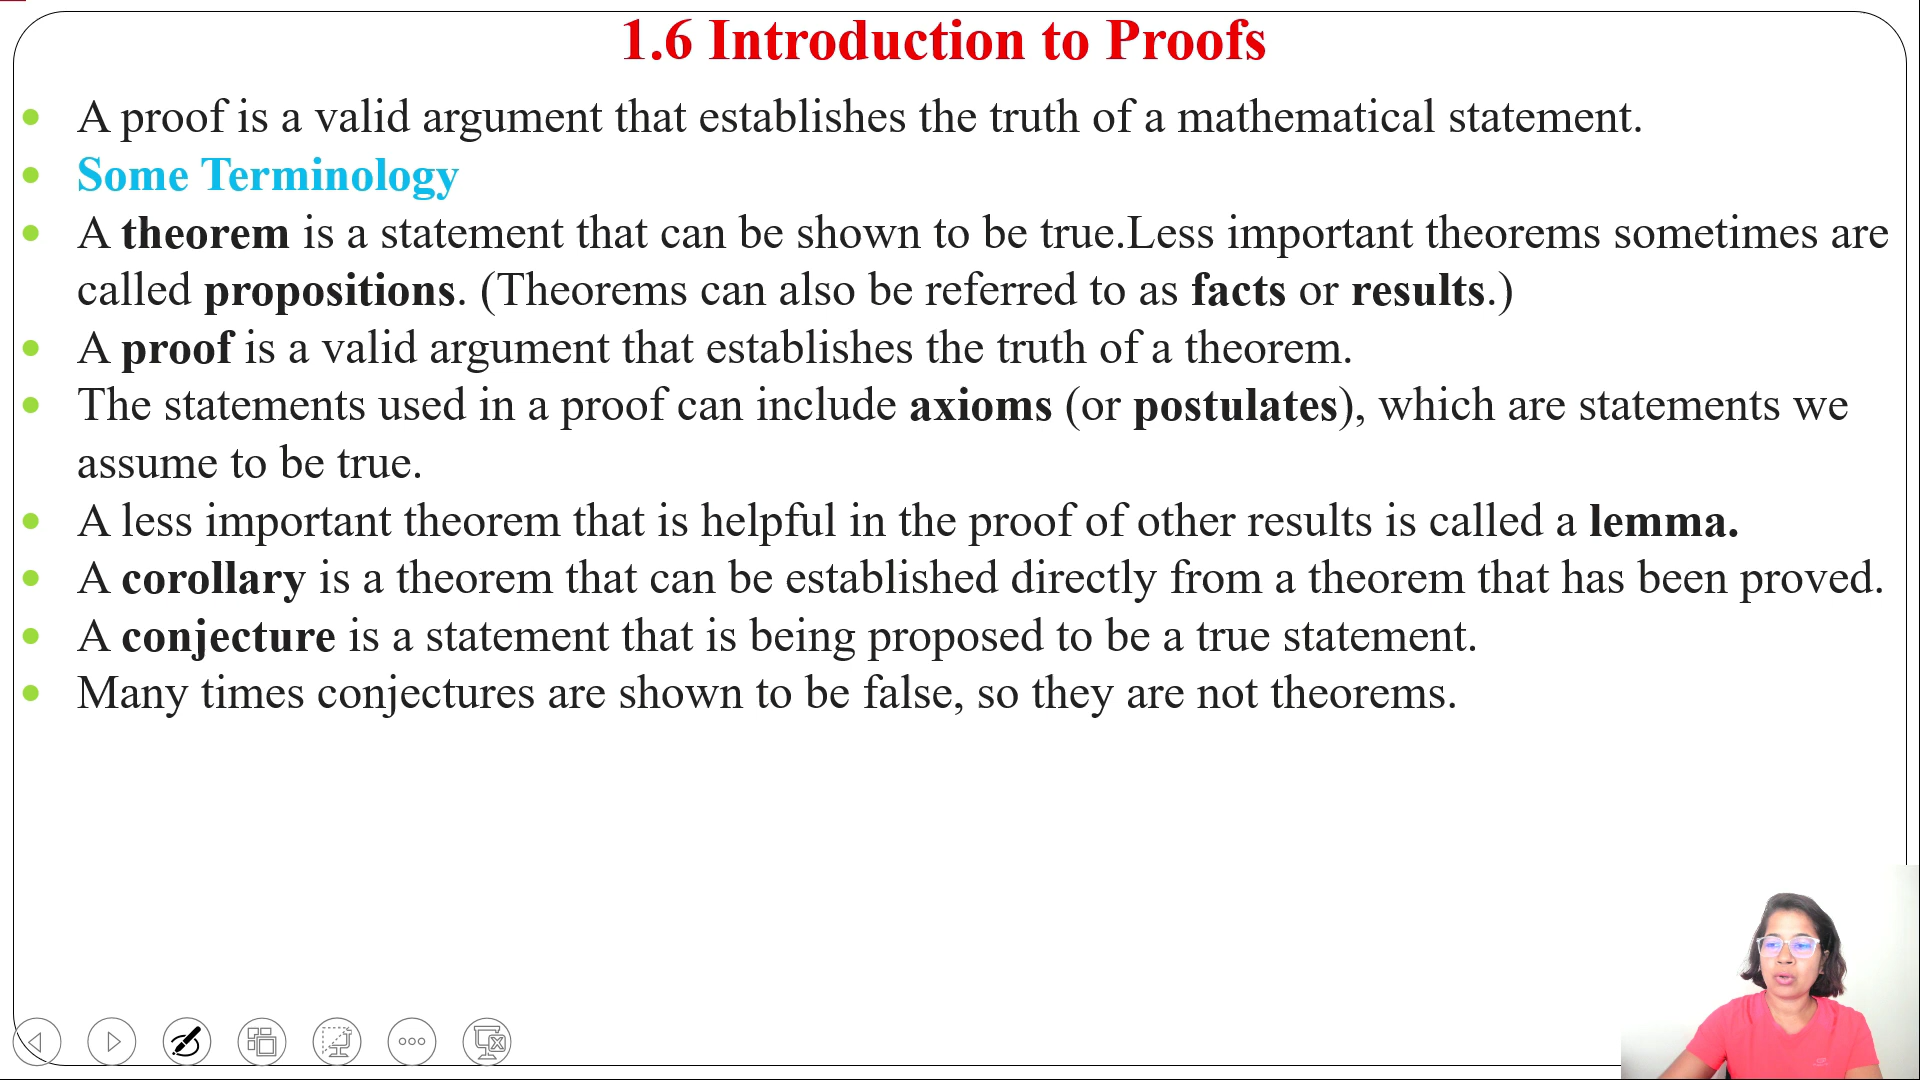 1.6 Introduction to Proofs
A proof is a valid argument that establishes the truth of a mathematical statement.
Some Terminology
A theorem is a statement that can be shown to be true.Less important theorems sometimes are
called propositions. (Theorems can also be referred to as facts or results.)
A proof is a valid argument that establishes the truth of a theorem.
The statements used in a proof can include axioms (or postulates), which are statements we
assume to be true.
A less important theorem that is helpful in the proof of other results is called a lemma.
A corollary is a theorem that can be established directly from a theorem that has been proved.
A conjecture is a statement that is being proposed to be a true statement.
Many times conjectures are shown to be false, so they are not theorems.